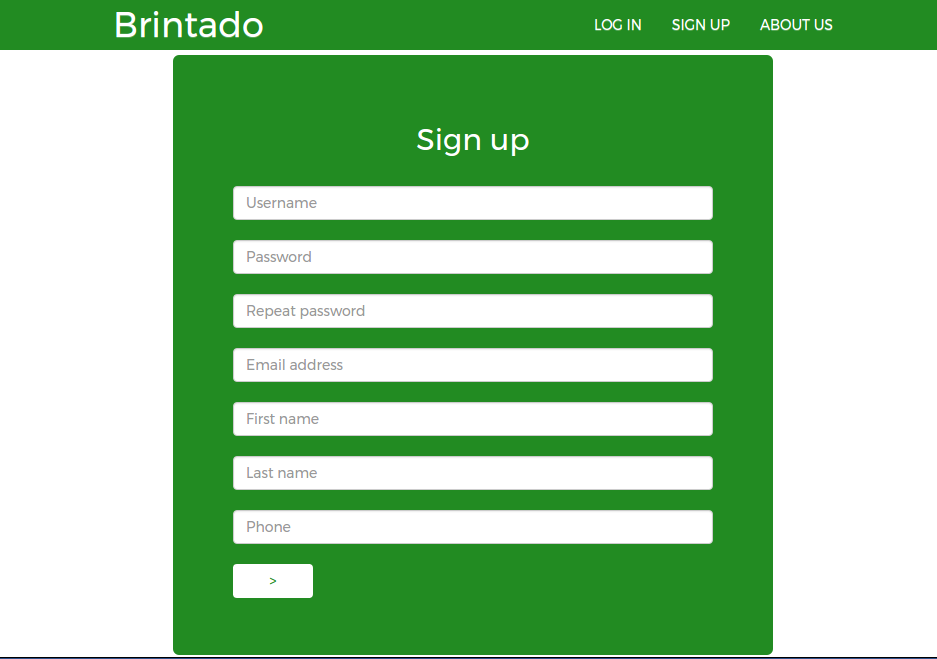 Brintado
LOG IN SIGN UP ABOUT US
Sign up
Username
Password
Repeat password
Email address
First name
Last name
Phone
>